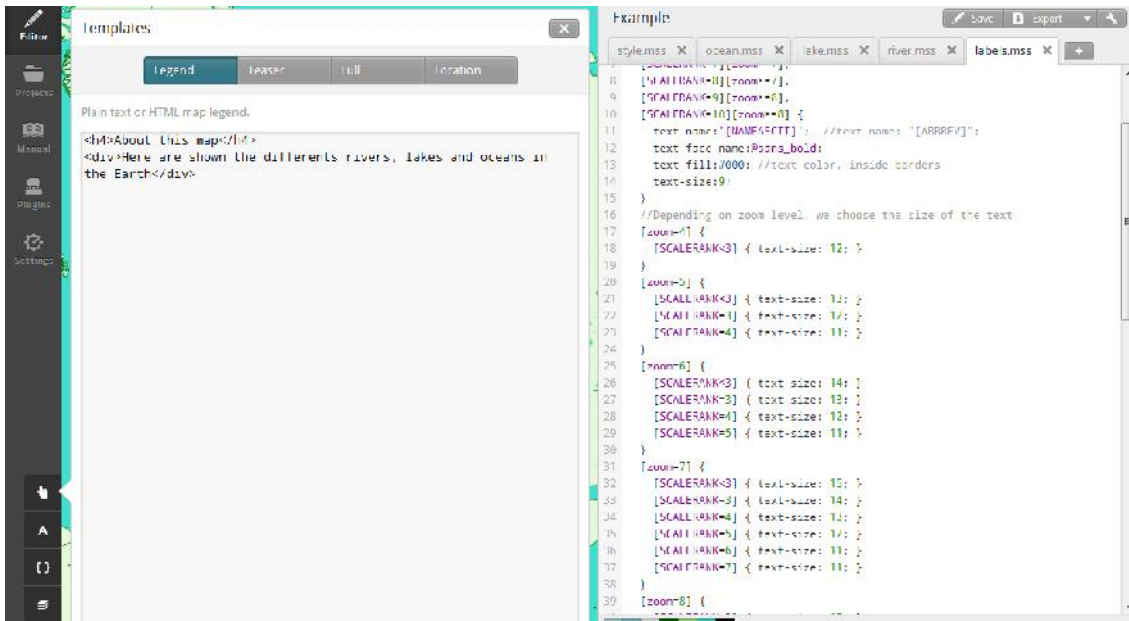 Editor
Projects
Manual
Plugins
Settings
A
Templates
Legend
Teaser
Full
Location
Plain text or HTML map legend.
<h4>About this map</h4>
<div>Here are shown the differents rivers, lakes and oceans in
the Earth</div>
Example
Save
Export
style.mss
ocean.mss
lake.mss
river.mss
labels.mss
+
8 [SCALERANK=8][zoom>=7],
9 [SCALERANK=9][zoom>=8],
10 [SCALERANK=10][zoom>=8] {
11 text-name:'[NAMEASCII]'; //text-name: "[ABBREV]";
12 text-face-name:@sans_bold;
13 text-fill:#000; //text color, inside borders
14 text-size:9;
15 }
16 //Depending on zoom level we choose the size of the text
17 [zoom=4] {
18 [SCALERANK<3] { text-size: 12; }
19 }
20 [zoom=5] {
21 [SCALERANK<3] { text-size: 13; }
22 [SCALERANK=3] { text-size: 12; }
23 [SCALERANK=4] { text-size: 11; }
24 }
25 [zoom=6] {
26 [SCALERANK<3] { text-size: 14; }
27 [SCALERANK=3] { text-size: 13; }
28 [SCALERANK=4] { text-size: 12; }
29 [SCALERANK=5] { text-size: 11; }
30 }
31 [zoom=7] {
32 [SCALERANK<3] { text-size: 15; }
33 [SCALERANK=3] { text-size: 14; }
34 [SCALERANK=4] { text-size: 13; }
35 [SCALERANK=5] { text-size: 12; }
36 [SCALERANK=6] { text-size: 11; }
37 [SCALERANK=7] { text-size: 11; }
38 }
39 [zoom=8] {